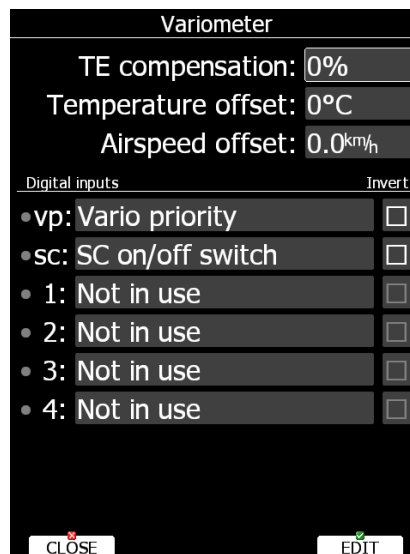 Variometer
TE compensation: 0%
Temperature offset: 0°C
Airspeed offset: 0.0km/h
Digital inputs Invert
vp: Vario priority
sc: SC on/off switch
1: Not in use
2: Not in use
3: Not in use
4: Not in use
CLOSE EDIT